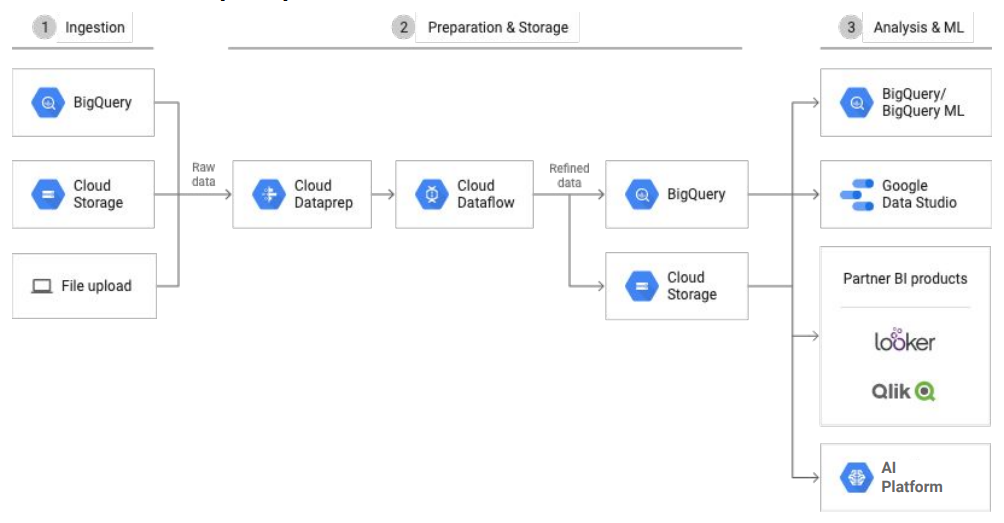 1 Ingestion
2 Preparation & Storage
3 Analysis & ML
BigQuery
Cloud
Storage
File upload
Raw
data
Cloud
Dataprep
Cloud
Dataflow
Refined
data
BigQuery
Cloud
Storage
BigQuery/
BigQuery ML
Google
Data Studio
Partner BI products
looker
Qlik
AI
Platform